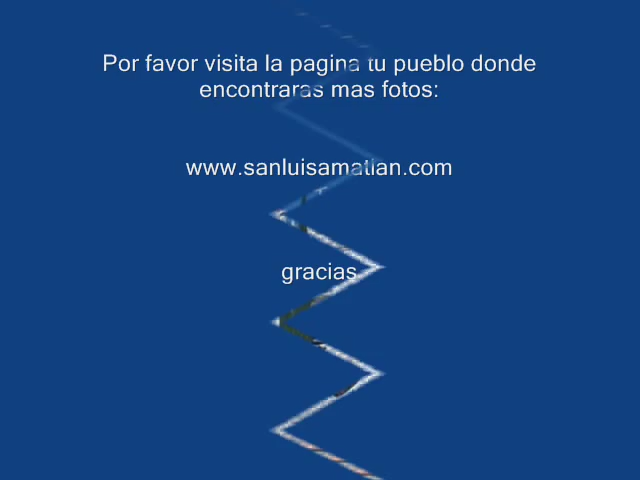 Por favor visita la pagina tu pueblo donde
encontraras mas fotos:
www.sanluisamatlan.com
gracias